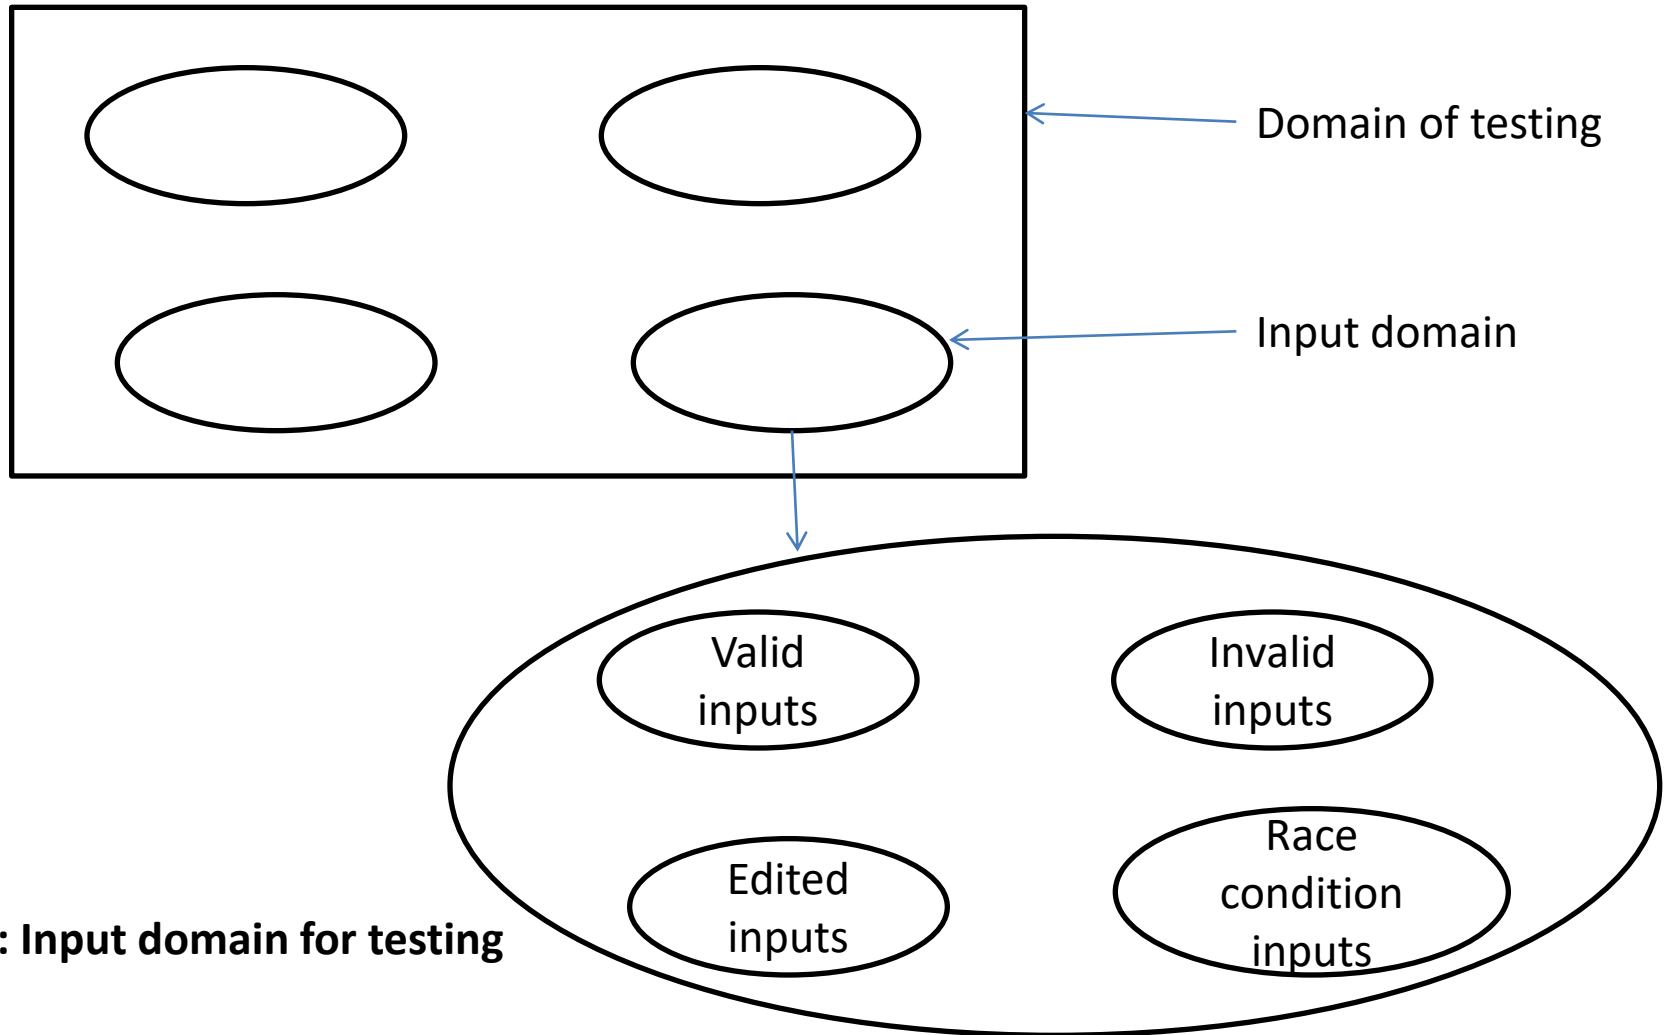 Domain of testing
Input domain
Valid
inputs
Invalid
inputs
Edited
inputs
Race
condition
inputs
: Input domain for testing